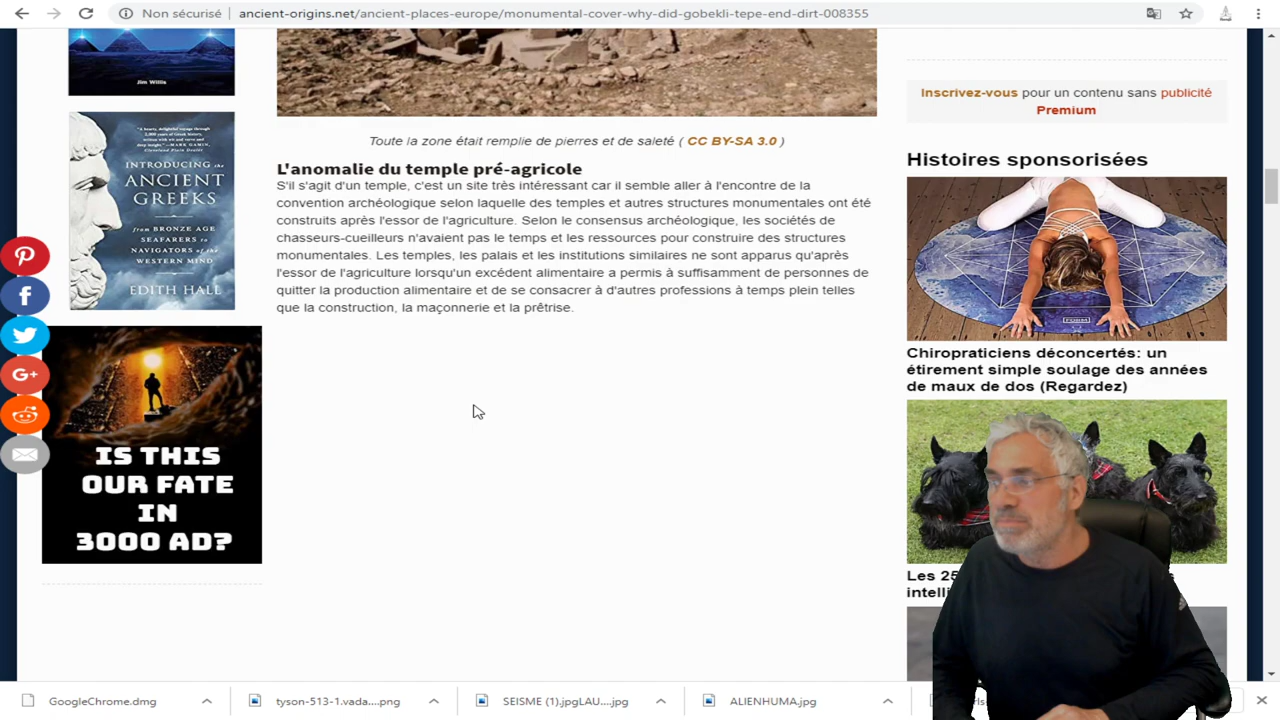 Non sécurisé
ancient-origins.net/ancient-places-europe/monumental-cover-why-did-gobekli-tepe-end-dirt-008355
Jim Willis
"A hearty, delightful voyage through
2,000 years of Greek history,
INTRODUCING the
ANCIENT
GREEKS
from BRONZE AGE
SEAFARERS to
NAVIGATORS of the
WESTERN MIND
EDITH HALL
IS THIS
OUR FATE
IN
3000 AD?
Toute la zone était remplie de pierres et de saleté ( CC BY-SA 3.0 )
L'anomalie du temple pré-agricole
S'il s'agit d'un temple, c'est un site très intéressant car il semble aller à l'encontre de la
convention archéologique selon laquelle des temples et autres structures monumentales ont été
construits après l'essor de l'agriculture. Selon le consensus archéologique, les sociétés de
chasseurs-cueilleurs n'avaient pas le temps et les ressources pour construire des structures
monumentales. Les temples, les palais et les institutions similaires ne sont apparus qu'après
l'essor de l'agriculture lorsqu'un excédent alimentaire a permis à suffisamment de personnes de
quitter la production alimentaire et de se consacrer à d'autres professions à temps plein telles
que la construction, la maçonnerie et la prêtrise.
Inscrivez-vous pour un contenu sans publicité
Premium
Histoires sponsorisées
Chiropraticiens déconcertés: un
étirement simple soulage des années
de maux de dos (Regardez)
Les 25
intelli
GoogleChrome.dmg
tyson-513-1.vada....png
SEISME (1).jpgLAU....jpg
ALIENHUMA.jpg